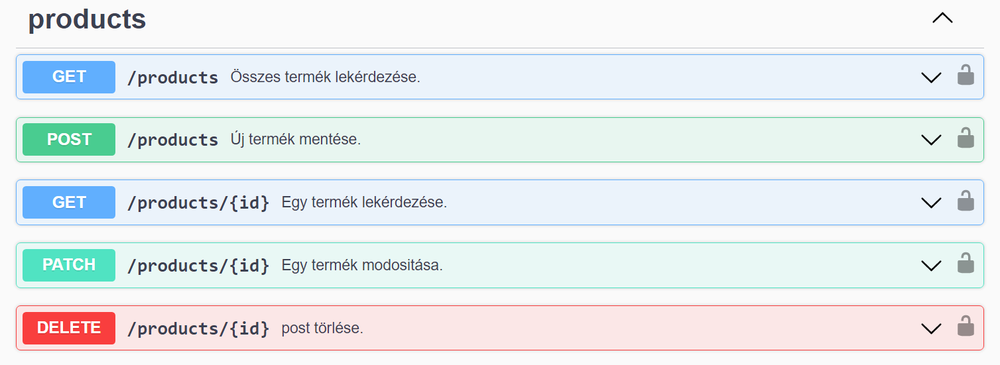 products
GET /products Összes termék lekérdezése.
POST /products Új termék mentése.
GET /products/{id} Egy termék lekérdezése.
PATCH /products/{id} Egy termék modositása.
DELETE /products/{id} post törlése.